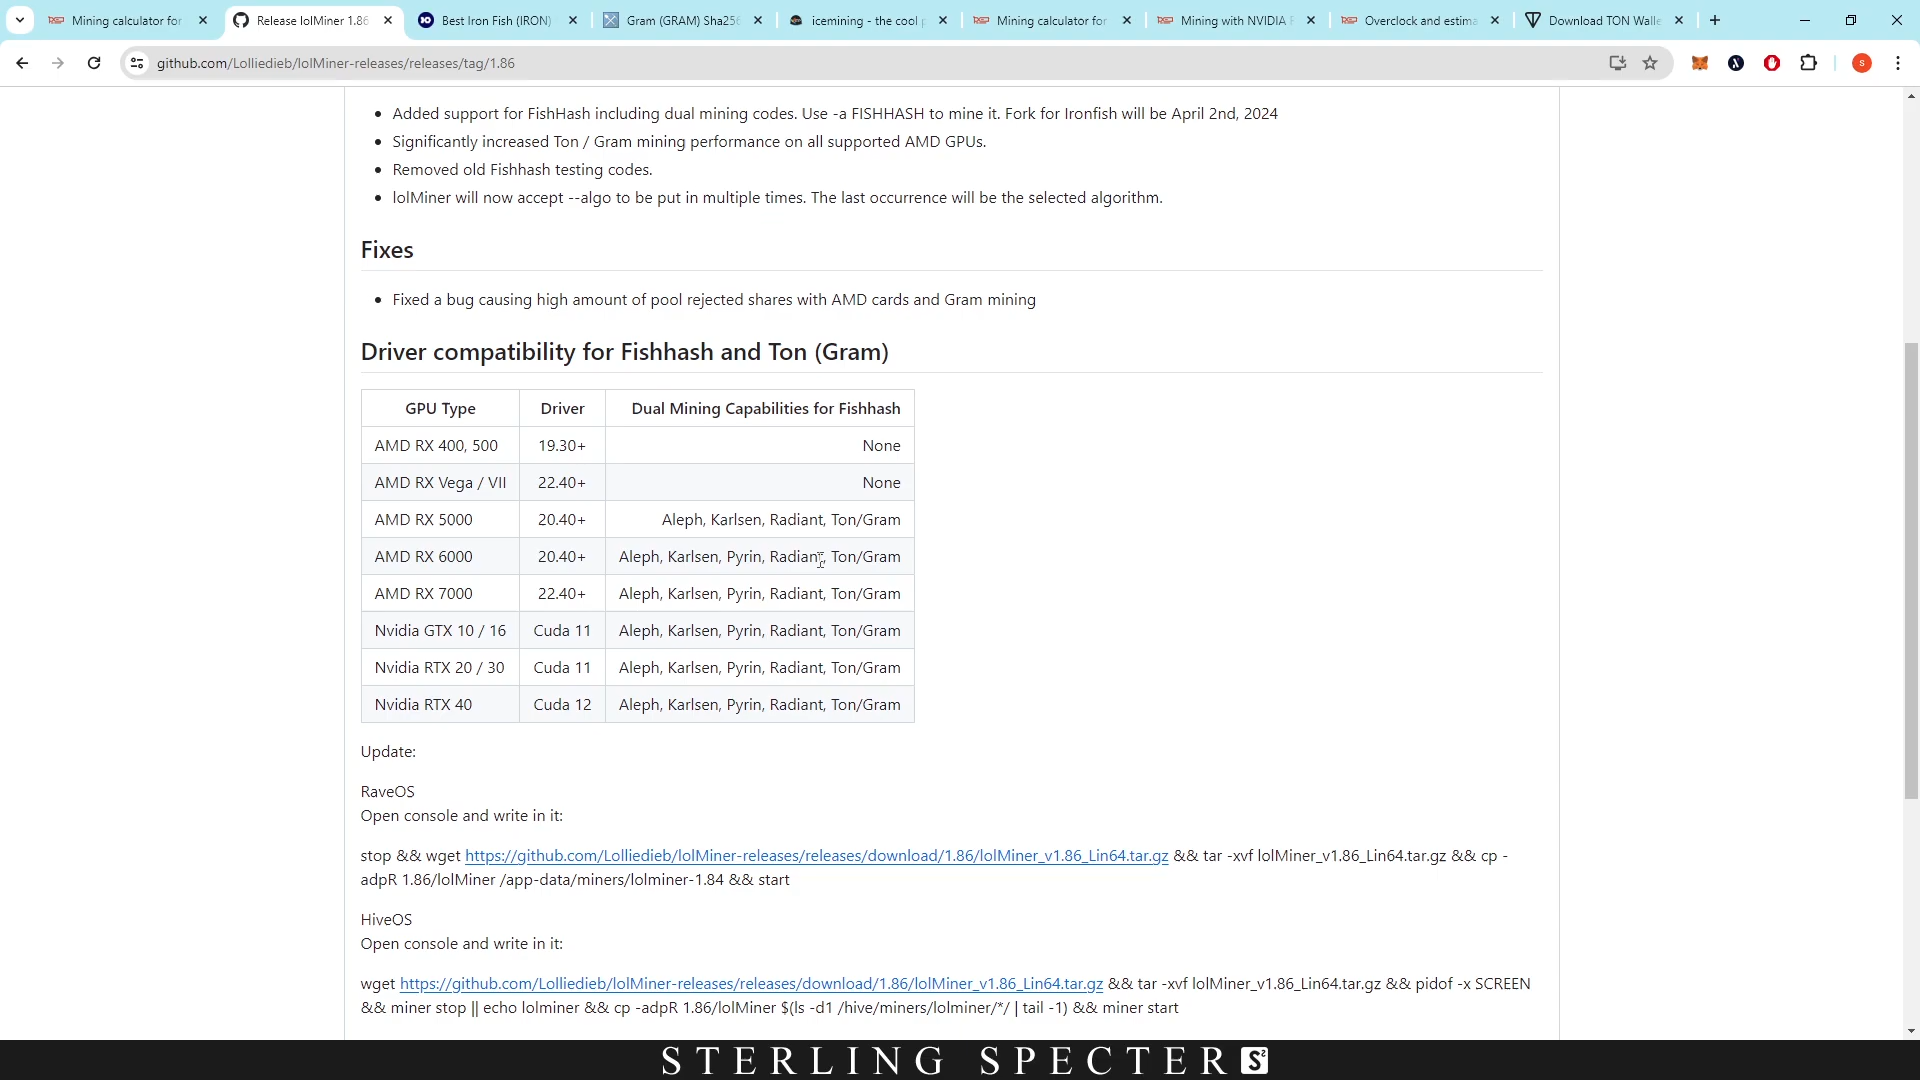 Mining calculator for
Release lolMiner 1.86
Best Iron Fish (IRON)
Gram (GRAM) Sha256
icemining - the cool p
Mining calculator for
Mining with NVIDIA R
Overclock and estima
Download TON Walle
github.com/Lolliedieb/lolMiner-releases/releases/tag/1.86
S
• Added support for FishHash including dual mining codes. Use -a FISHHASH to mine it. Fork for Ironfish will be April 2nd, 2024
• Significantly increased Ton / Gram mining performance on all supported AMD GPUs.
• Removed old Fishhash testing codes.
• lolMiner will now accept --algo to be put in multiple times. The last occurrence will be the selected algorithm.
Fixes
• Fixed a bug causing high amount of pool rejected shares with AMD cards and Gram mining
Driver compatibility for Fishhash and Ton (Gram)
GPU Type Driver Dual Mining Capabilities for Fishhash
AMD RX 400, 500 19.30+ None
AMD RX Vega / VII 22.40+ None
AMD RX 5000 20.40+ Aleph, Karlsen, Radiant, Ton/Gram
AMD RX 6000 20.40+ Aleph, Karlsen, Pyrin, Radiant, Ton/Gram
AMD RX 7000 22.40+ Aleph, Karlsen, Pyrin, Radiant, Ton/Gram
Nvidia GTX 10 / 16 Cuda 11 Aleph, Karlsen, Pyrin, Radiant, Ton/Gram
Nvidia RTX 20 / 30 Cuda 11 Aleph, Karlsen, Pyrin, Radiant, Ton/Gram
Nvidia RTX 40 Cuda 12 Aleph, Karlsen, Pyrin, Radiant, Ton/Gram
Update:
RaveOS
Open console and write in it:
stop && wget https://github.com/Lolliedieb/lolMiner-releases/releases/download/1.86/lolMiner_v1.86_Lin64.tar.gz && tar -xvf lolMiner_v1.86_Lin64.tar.gz && cp -
adpR 1.86/lolMiner /app-data/miners/lolminer-1.84 && start
HiveOS
Open console and write in it:
wget https://github.com/Lolliedieb/lolMiner-releases/releases/download/1.86/lolMiner_v1.86_Lin64.tar.gz && tar -xvf lolMiner_v1.86_Lin64.tar.gz && pidof -x SCREEN
&& miner stop || echo lolminer && cp -adpR 1.86/lolMiner $(ls -d1 /hive/miners/lolminer/*/ | tail -1) && miner start
STERLING SPECTER S²